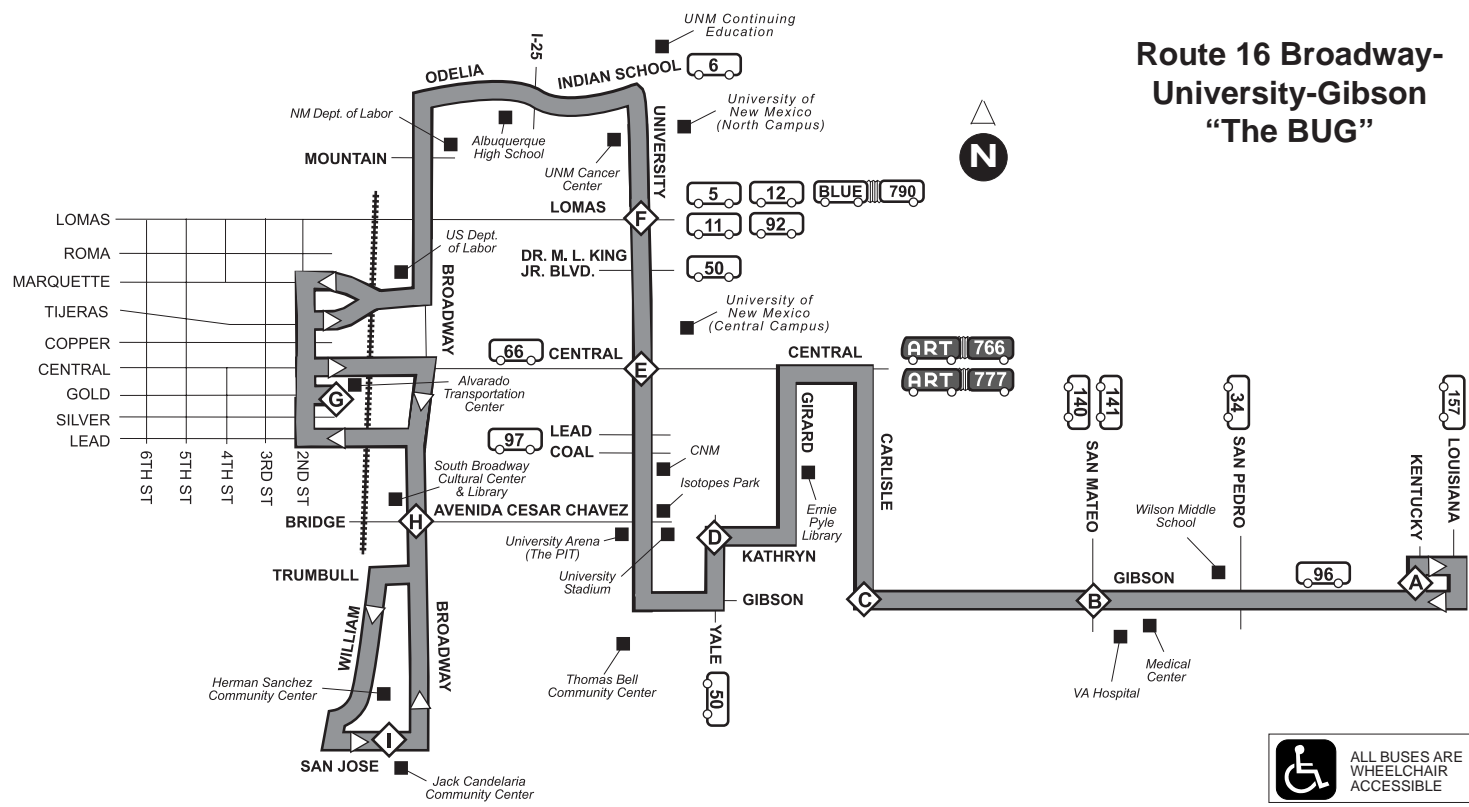 Route 16 Broadway-
University-Gibson
“The BUG”
N
UNM Continuing
Education
6
I-25
ODELIA
INDIAN SCHOOL
NM Dept. of Labor
Albuquerque
High School
University of
New Mexico
(North Campus)
UNIVERSITY
MOUNTAIN
UNM Cancer
Center
LOMAS
F
5
12
BLUE
790
11
92
LOMAS
ROMA
MARQUETTE
TIJERAS
COPPER
CENTRAL
GOLD
SILVER
LEAD
6TH ST
5TH ST
4TH ST
3RD ST
2ND ST
US Dept.
of Labor
BROADWAY
DR. M. L. KING
JR. BLVD.
50
University of
New Mexico
(Central Campus)
66
CENTRAL
E
CENTRAL
ART
766
ART
777
G
Alvarado
Transportation
Center
97
LEAD
COAL
CNM
Isotopes Park
GIRARD
CARLISLE
Ernie
Pyle
Library
140
141
SAN MATEO
34
SAN PEDRO
157
LOUISIANA
KENTUCKY
South Broadway
Cultural Center
& Library
BRIDGE
H
AVENIDA CESAR CHAVEZ
University Arena
(The PIT)
University
Stadium
D
KATHRYN
Wilson Middle
School
TRUMBULL
GIBSON
C
B
GIBSON
96
A
WILLIAM
BROADWAY
YALE
50
Thomas Bell
Community Center
VA Hospital
Medical
Center
Herman Sanchez
Community Center
I
SAN JOSE
Jack Candelaria
Community Center
ALL BUSES ARE
WHEELCHAIR
ACCESSIBLE